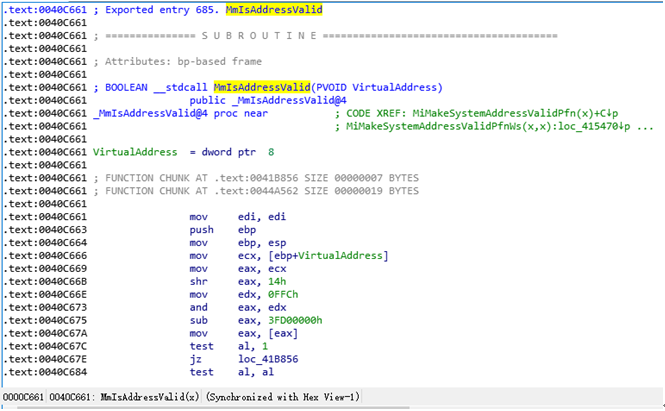 .text:0040C661 ; Exported entry 685. MmIsAddressValid
.text:0040C661
.text:0040C661 ; =============== S U B R O U T I N E =======================================
.text:0040C661
.text:0040C661 ; Attributes: bp-based frame
.text:0040C661
.text:0040C661 ; BOOLEAN __stdcall MmIsAddressValid(PVOID VirtualAddress)
.text:0040C661 public _MmIsAddressValid@4
.text:0040C661 _MmIsAddressValid@4 proc near ; CODE XREF: MiMakeSystemAddressValidPfn(x)+C↓p
.text:0040C661 ; MiMakeSystemAddressValidPfnWs(x,x):loc_415470↓p ...
.text:0040C661
.text:0040C661 VirtualAddress = dword ptr 8
.text:0040C661
.text:0040C661 ; FUNCTION CHUNK AT .text:0041B856 SIZE 00000007 BYTES
.text:0040C661 ; FUNCTION CHUNK AT .text:0044A562 SIZE 00000019 BYTES
.text:0040C661
.text:0040C661 mov edi, edi
.text:0040C663 push ebp
.text:0040C664 mov ebp, esp
.text:0040C666 mov ecx, [ebp+VirtualAddress]
.text:0040C669 mov eax, ecx
.text:0040C66B shr eax, 14h
.text:0040C66E mov edx, 0FFCh
.text:0040C673 and eax, edx
.text:0040C675 sub eax, 3FD00000h
.text:0040C67A mov eax, [eax]
.text:0040C67C test al, 1
.text:0040C67E jz loc_41B856
.text:0040C684 test al, al
0000C661 0040C661: MmIsAddressValid(x) (Synchronized with Hex View-1)